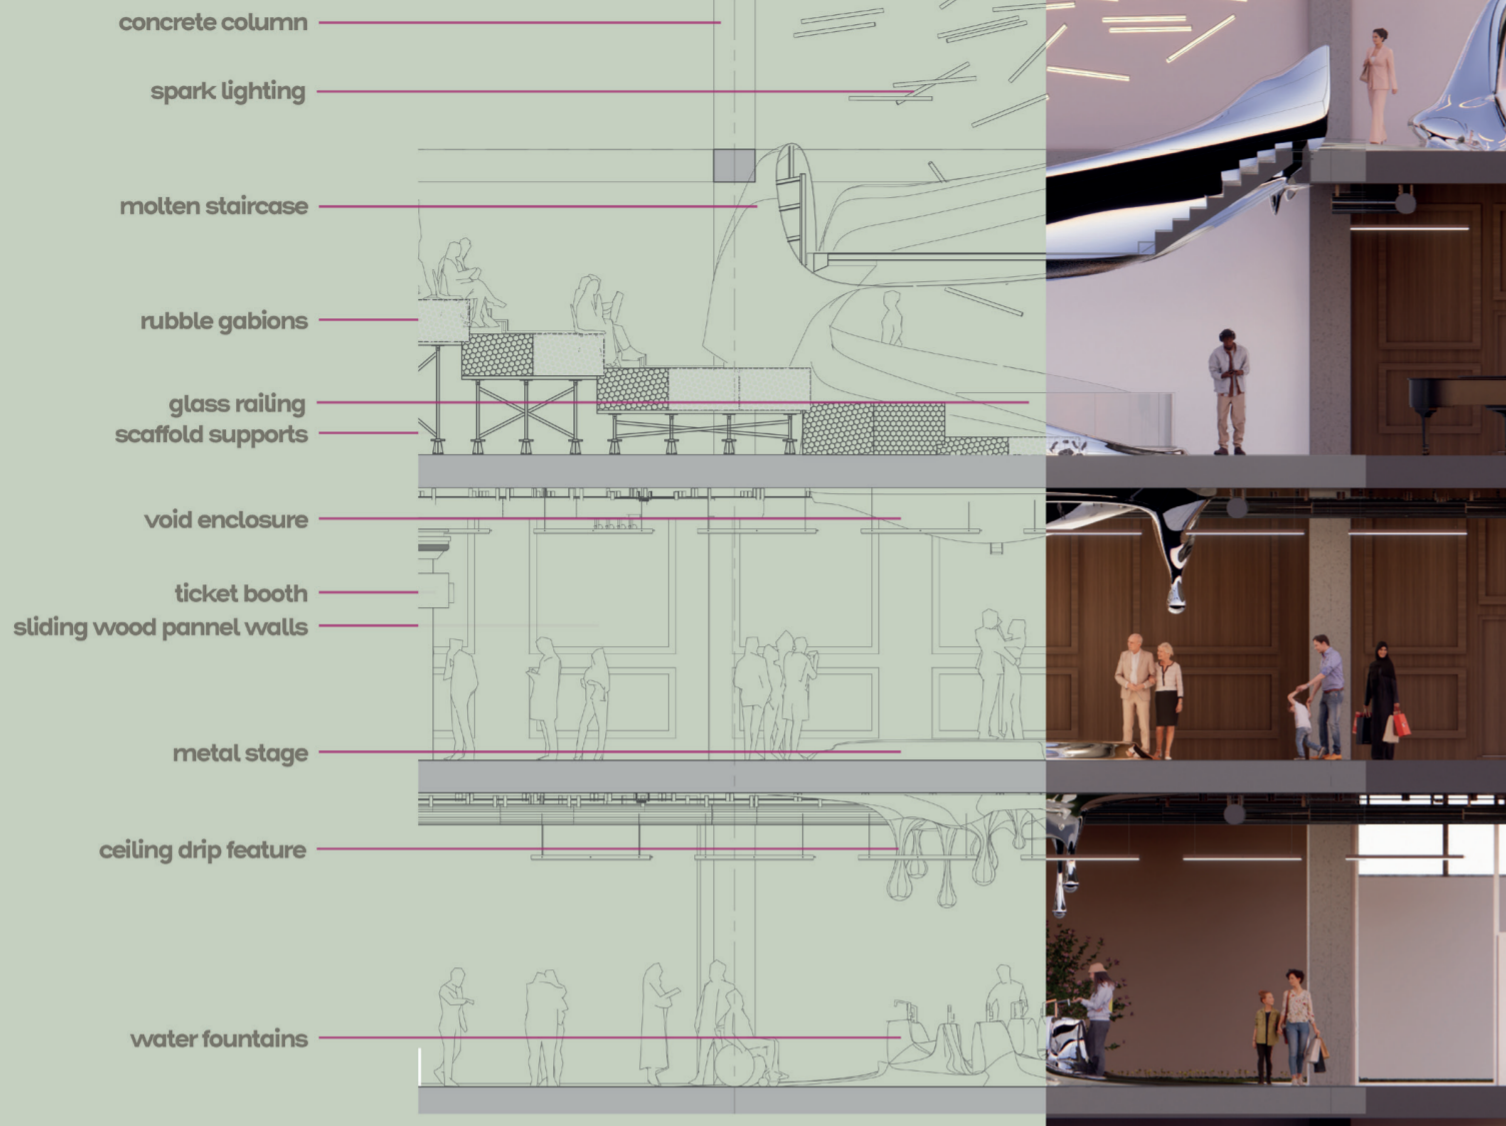 concrete column
spark lighting
molten staircase
rubble gabions
glass railing
scaffold supports
void enclosure
ticket booth
sliding wood pannel walls
metal stage
ceiling drip feature
water fountains